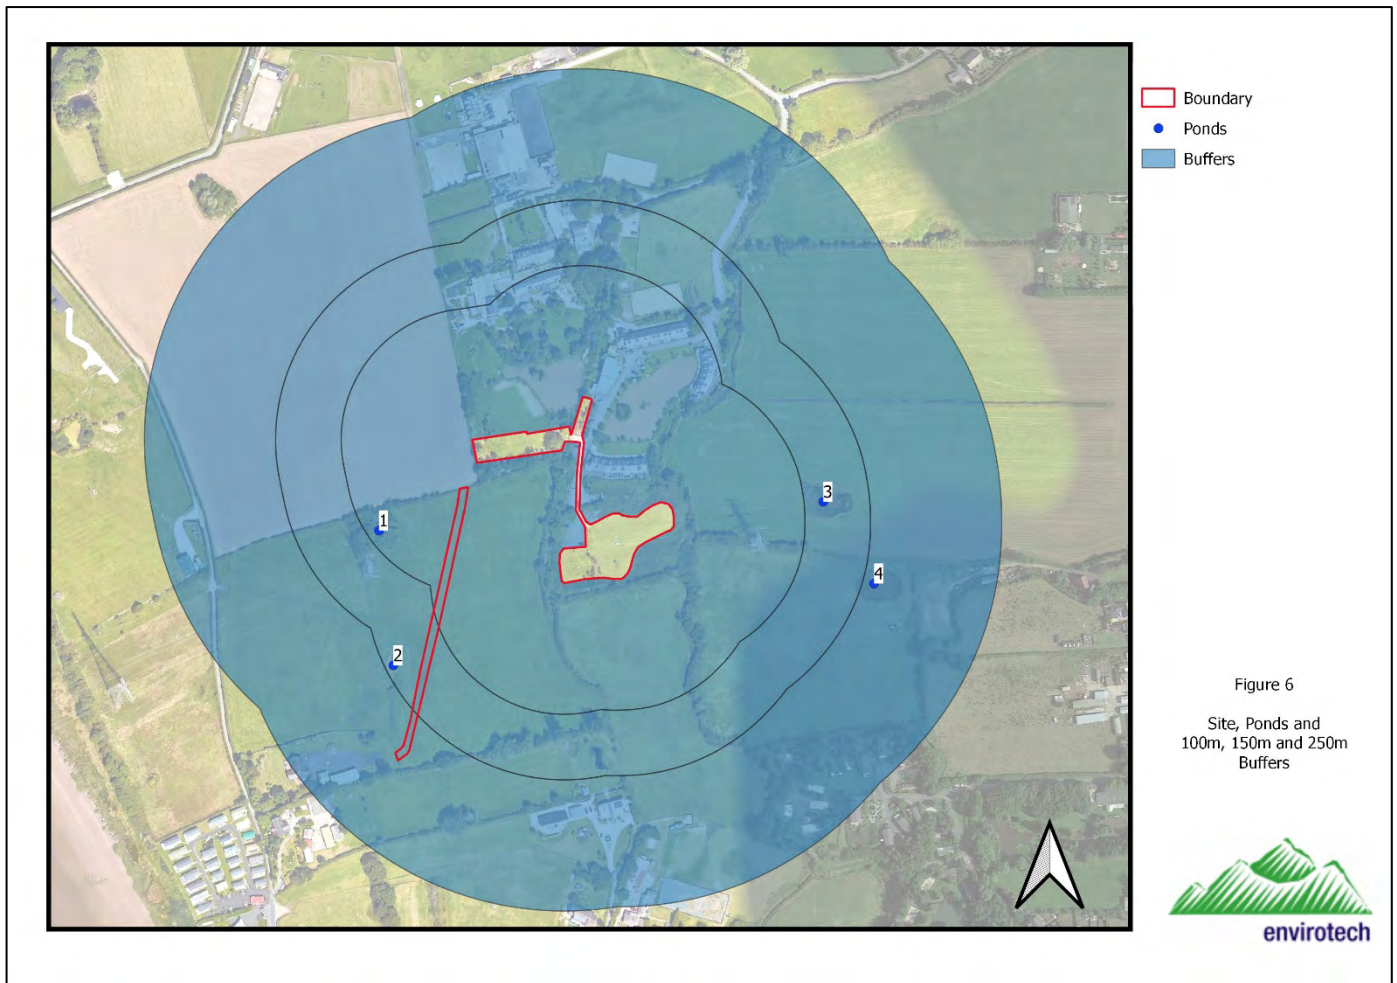 Boundary
Ponds
Buffers
1
2
3
4
Figure 6
Site, Ponds and
100m, 150m and 250m
Buffers
envirotech